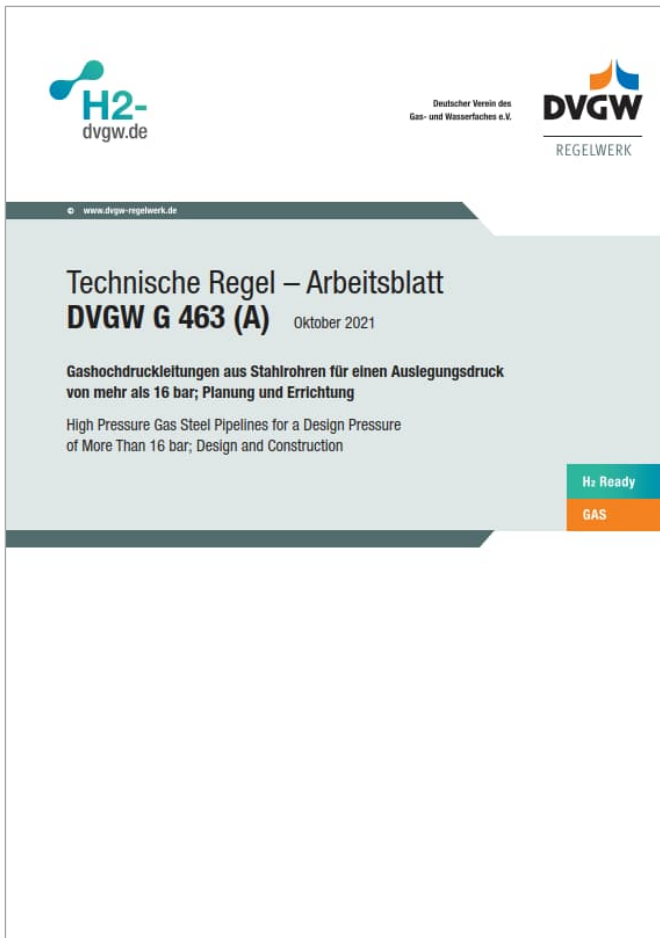 H2-
dvgw.de
Deutscher Verein des
Gas- und Wasserfaches e.V.
DVGW
REGELWERK
© www.dvgw-regelwerk.de
Technische Regel – Arbeitsblatt
DVGW G 463 (A) Oktober 2021
Gashochdruckleitungen aus Stahlrohren für einen Auslegungsdruck
von mehr als 16 bar; Planung und Errichtung
High Pressure Gas Steel Pipelines for a Design Pressure
of More Than 16 bar; Design and Construction
H₂ Ready
GAS